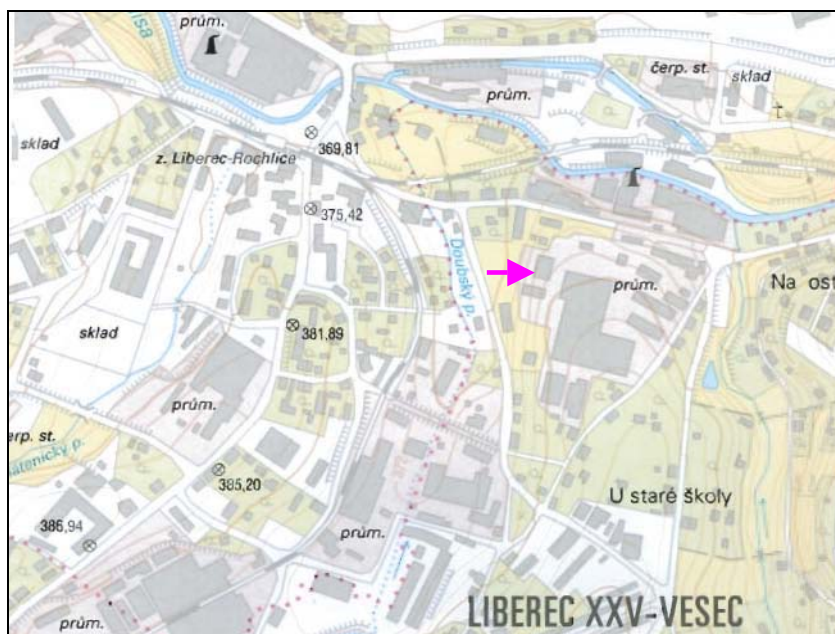 prům.
isa
čerp. st.
sklad
prům.
sklad
z. Liberec-Rochlice
369,81
375,42
Doubský p.
prům.
Na ost
sklad
381,89
prům.
erp. st.
385,20
U staré školy
386,94
prům.
LIBEREC XXV-VESEC
prům.